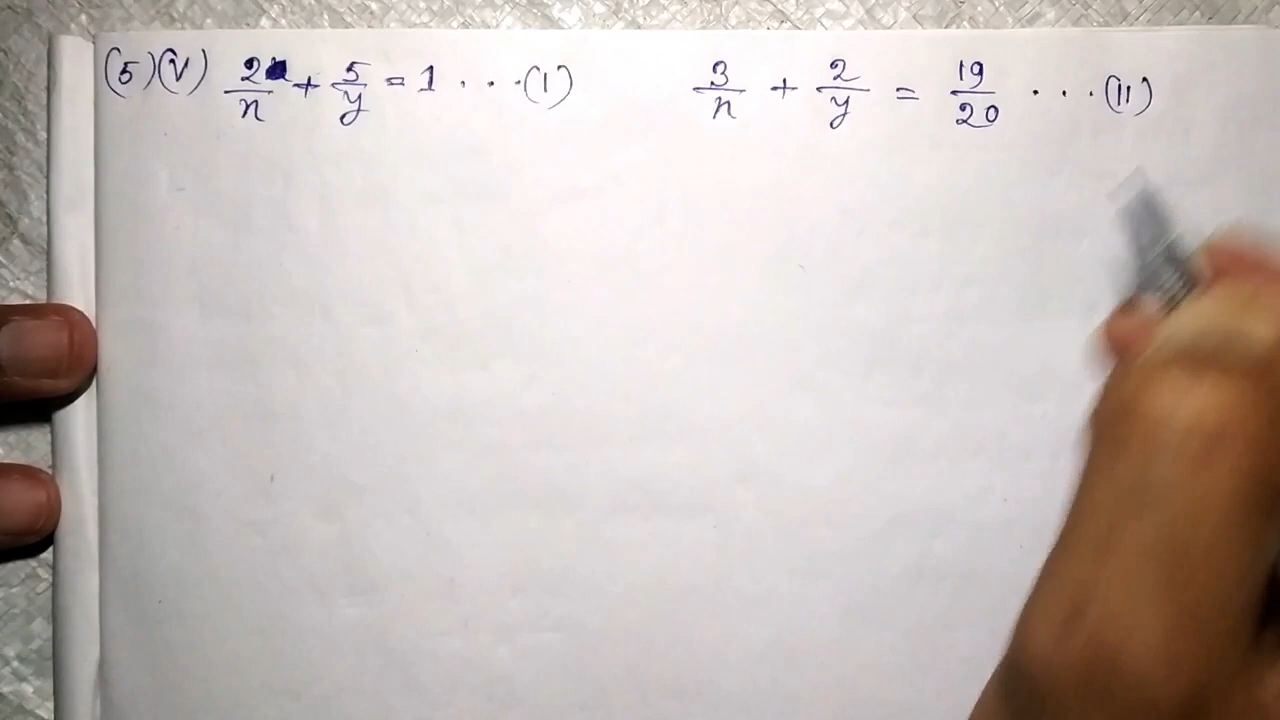 (5)(V) 2/x + 5/y = 1 ...(I) 3/x + 2/y = 19/20 ...(II)